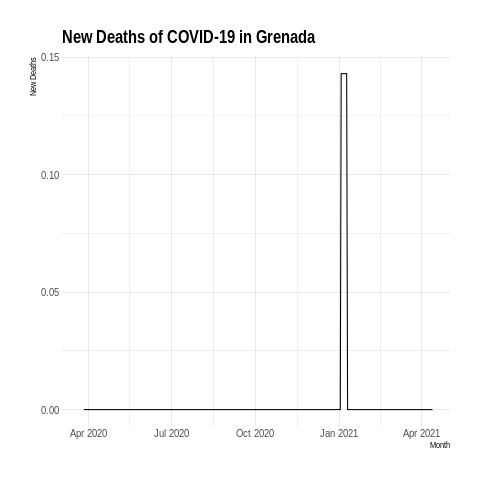 New Deaths of COVID-19 in Grenada
New Deaths
0.15
0.10
0.05
0.00
Apr 2020 Jul 2020 Oct 2020 Jan 2021 Apr 2021
Month